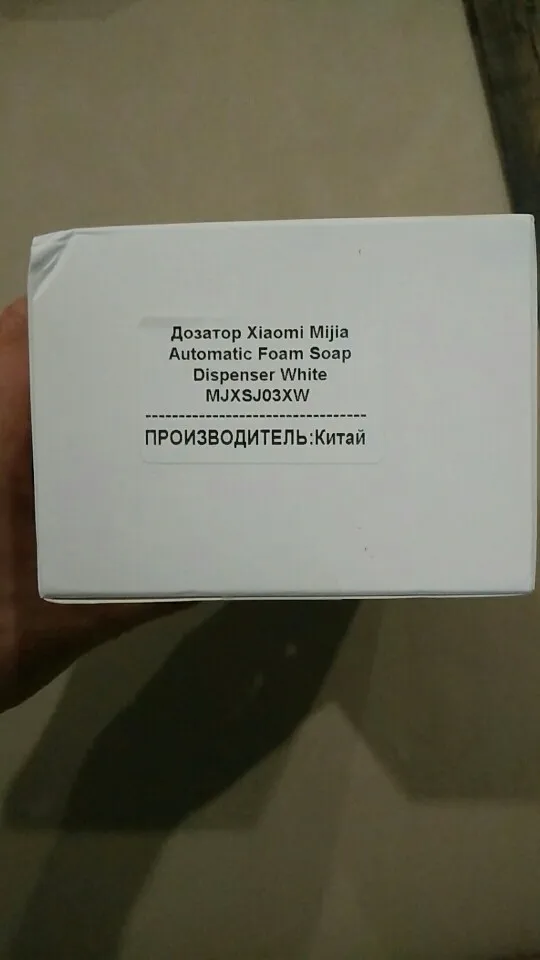 Дозатор Xiaomi Mijia
Automatic Foam Soap
Dispenser White
MJXSJ03XW
----------------------------------
ПРОИЗВОДИТЕЛЬ:Китай